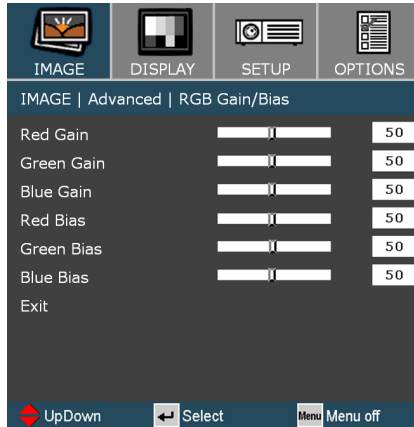 IMAGE DISPLAY SETUP OPTIONS
IMAGE | Advanced | RGB Gain/Bias
Red Gain 50
Green Gain 50
Blue Gain 50
Red Bias 50
Green Bias 50
Blue Bias 50
Exit
UpDown Select Menu Menu off